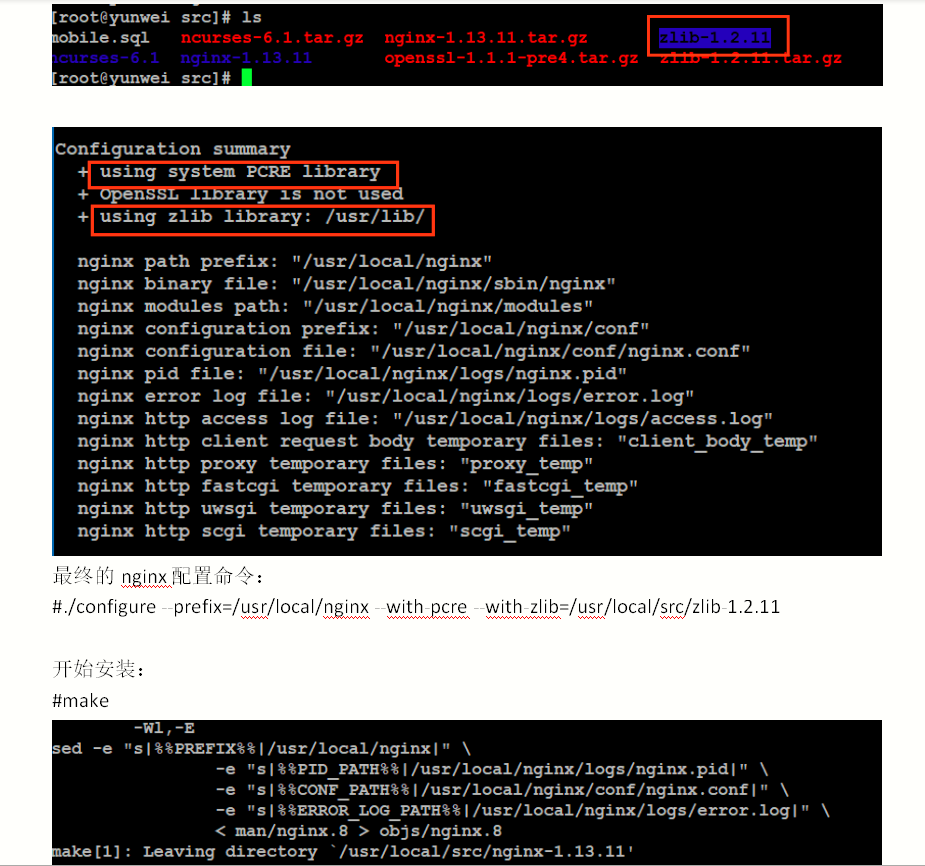 [root@yunwei src]# ls
mobile.sql ncurses-6.1.tar.gz nginx-1.13.11.tar.gz zlib-1.2.11
ncurses-6.1 nginx-1.13.11 openssl-1.1.1-pre4.tar.gz zlib-1.2.11.tar.gz
[root@yunwei src]#
Configuration summary
+ using system PCRE library
+ OpenSSL library is not used
+ using zlib library: /usr/lib/
nginx path prefix: "/usr/local/nginx"
nginx binary file: "/usr/local/nginx/sbin/nginx"
nginx modules path: "/usr/local/nginx/modules"
nginx configuration prefix: "/usr/local/nginx/conf"
nginx configuration file: "/usr/local/nginx/conf/nginx.conf"
nginx pid file: "/usr/local/nginx/logs/nginx.pid"
nginx error log file: "/usr/local/nginx/logs/error.log"
nginx http access log file: "/usr/local/nginx/logs/access.log"
nginx http client request body temporary files: "client_body_temp"
nginx http proxy temporary files: "proxy_temp"
nginx http fastcgi temporary files: "fastcgi_temp"
nginx http uwsgi temporary files: "uwsgi_temp"
nginx http scgi temporary files: "scgi_temp"
最终的 nginx 配置命令：
#./configure --prefix=/usr/local/nginx --with-pcre --with-zlib=/usr/local/src/zlib-1.2.11
开始安装：
#make
-Wl,-E
sed -e "s|%%PREFIX%%|/usr/local/nginx|" \
-e "s|%%PID_PATH%%|/usr/local/nginx/logs/nginx.pid|" \
-e "s|%%CONF_PATH%%|/usr/local/nginx/conf/nginx.conf|" \
-e "s|%%ERROR_LOG_PATH%%|/usr/local/nginx/logs/error.log|" \
< man/nginx.8 > objs/nginx.8
make[1]: Leaving directory `/usr/local/src/nginx-1.13.11'